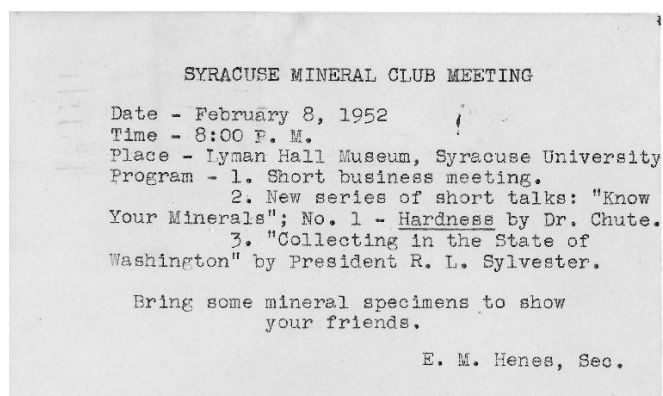 SYRACUSE MINERAL CLUB MEETING
Date - February 8, 1952
Time - 8:00 P. M.
Place - Lyman Hall Museum, Syracuse University
Program - 1. Short business meeting.
2. New series of short talks: "Know
Your Minerals"; No. 1 - Hardness by Dr. Chute.
3. "Collecting in the State of
Washington" by President R. L. Sylvester.
Bring some mineral specimens to show
your friends.
E. M. Henes, Sec.